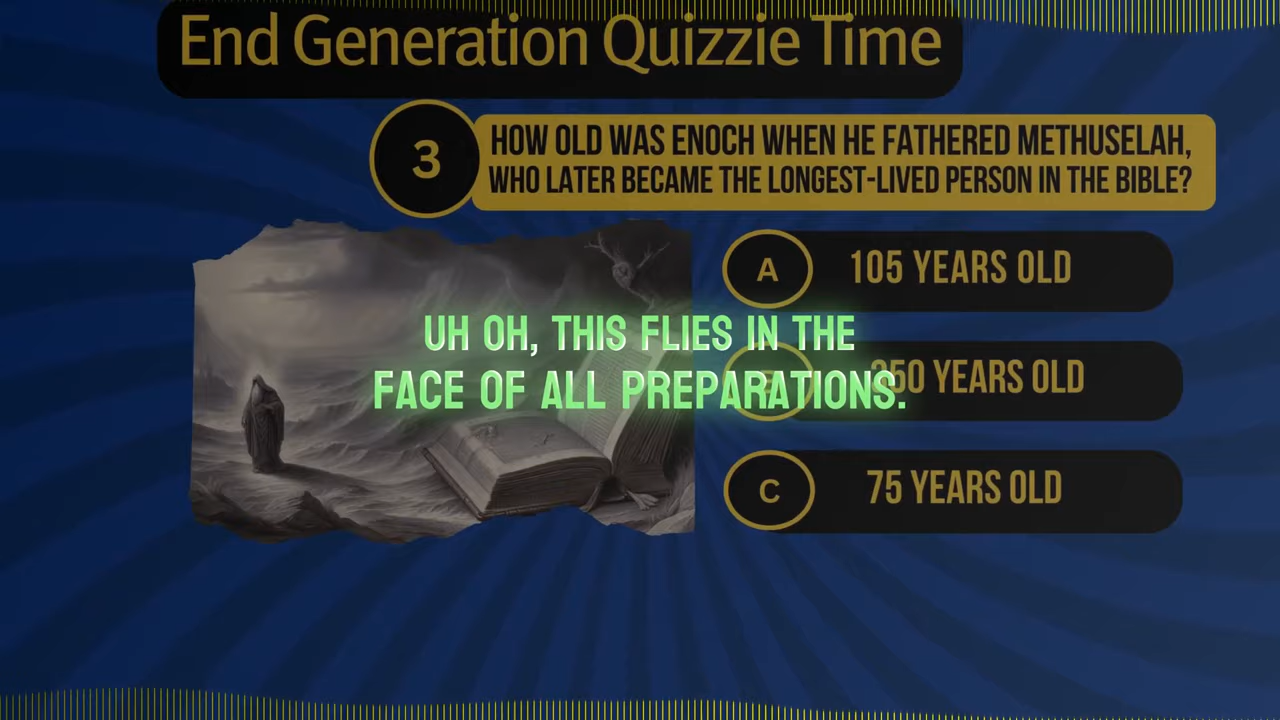 End Generation Quizzie Time
3
HOW OLD WAS ENOCH WHEN HE FATHERED METHUSELAH,
WHO LATER BECAME THE LONGEST-LIVED PERSON IN THE BIBLE?
A
105 YEARS OLD
UH OH, THIS FLIES IN THE
FACE OF ALL PREPARATIONS.
YEARS OLD
C
75 YEARS OLD